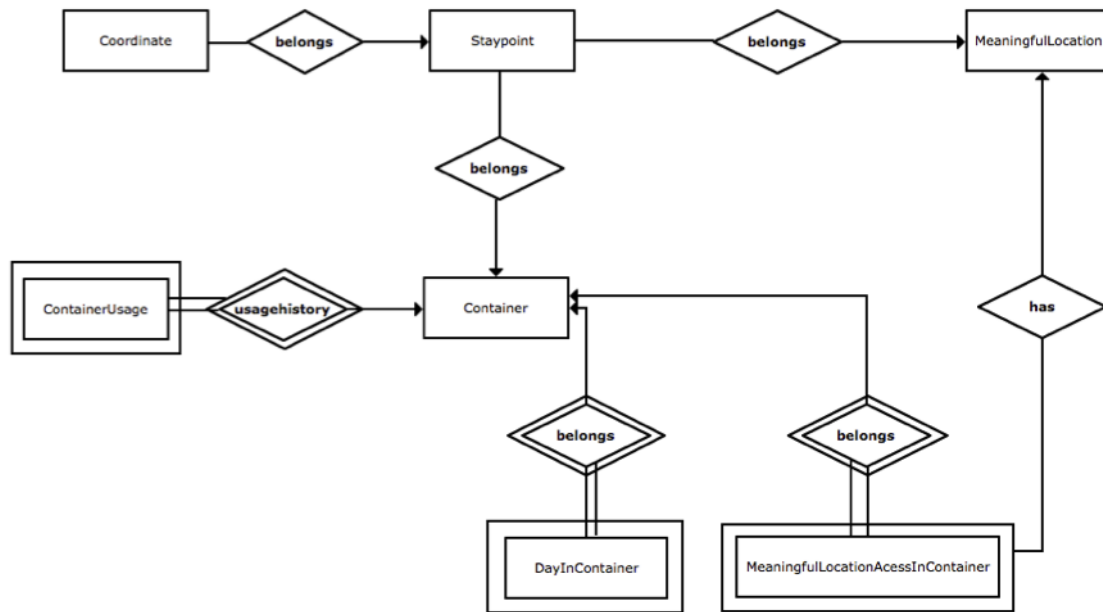 Coordinate
belongs
Staypoint
belongs
MeaningfulLocation
belongs
ContainerUsage
usagehistory
Container
has
belongs
belongs
DayInContainer
MeaningfulLocationAcessInContainer